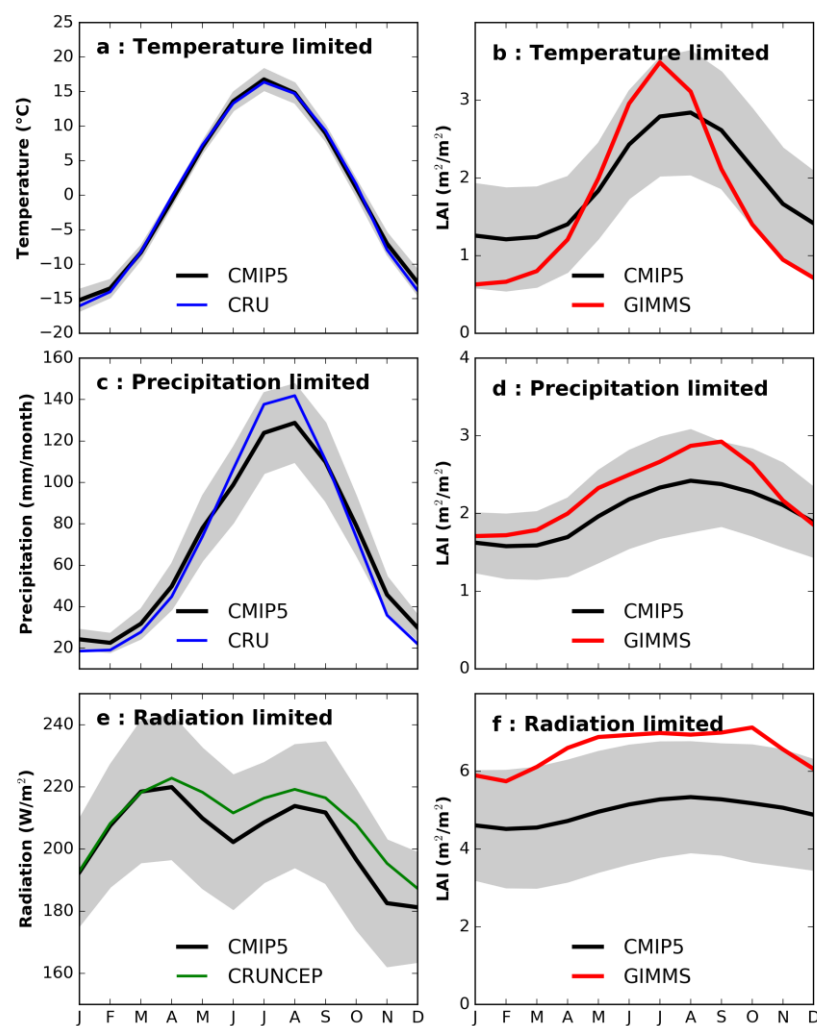 a : Temperature limited
Temperature (°C)
25
20
15
10
5
0
−5
−10
−15
−20
CMIP5
CRU
b : Temperature limited
LAI (m²/m²)
3
2
1
0
CMIP5
GIMMS
c : Precipitation limited
Precipitation (mm/month)
160
140
120
100
80
60
40
20
CMIP5
CRU
d : Precipitation limited
LAI (m²/m²)
4
3
2
1
0
CMIP5
GIMMS
e : Radiation limited
Radiation (W/m²)
240
220
200
180
160
CMIP5
CRUNCEP
J F M A M J J A S O N D
f : Radiation limited
LAI (m²/m²)
6
4
2
0
CMIP5
GIMMS
J F M A M J J A S O N D